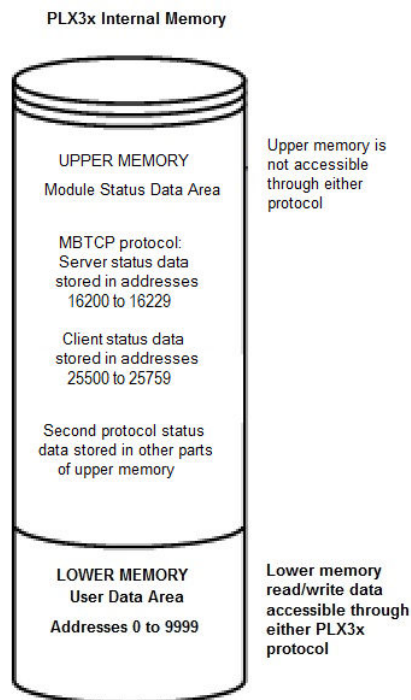 PLX3x Internal Memory
UPPER MEMORY
Module Status Data Area
Upper memory is
not accessible
through either
protocol
MBTCP protocol:
Server status data
stored in addresses
16200 to 16229
Client status data
stored in addresses
25500 to 25759
Second protocol status
data stored in other parts
of upper memory
LOWER MEMORY
User Data Area
Addresses 0 to 9999
Lower memory
read/write data
accessible through
either PLX3x
protocol